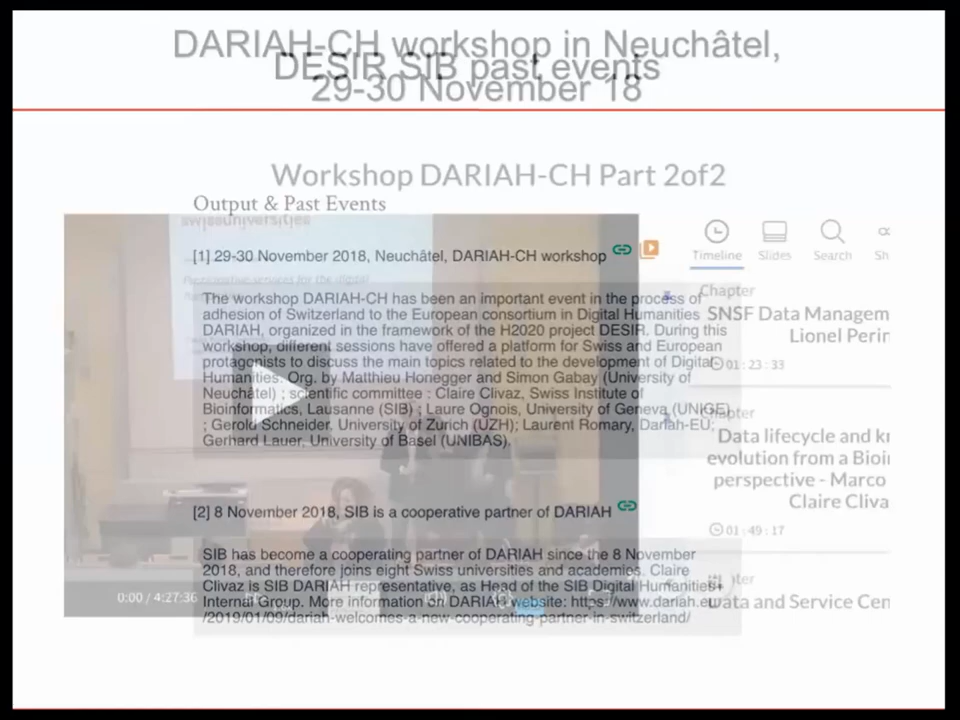 DARIAH-CH workshop in Neuchâtel,
DESIR SIB past events
29-30 November 18
Workshop DARIAH-CH Part 2of2
Output & Past Events
swissuniversities
[1] 29-30 November 2018, Neuchâtel, DARIAH-CH workshop
Timeline Slides Search Sh
The workshop DARIAH-CH has been an important event in the process of
adhesion of Switzerland to the European consortium in Digital Humanities
DARIAH, organized in the framework of the H2020 project DESIR. During this
workshop, different sessions have offered a platform for Swiss and European
protagonists to discuss the main topics related to the development of Digital
Humanities. Org. by Matthieu Honegger and Simon Gabay (University of
Neuchâtel) ; scientific committee : Claire Clivaz, Swiss Institute of
Bioinformatics, Lausanne (SIB) ; Laure Ognois, University of Geneva (UNIGE)
; Gerold Schneider, University of Zurich (UZH); Laurent Romary, Dariah-EU;
Gerhard Lauer, University of Basel (UNIBAS).
Chapter
SNSF Data Managem
Lionel Perin
01:23:33
Chapter
Data lifecycle and kn
evolution from a Bioin
perspective - Marco
Claire Cliva
01:49:17
[2] 8 November 2018, SIB is a cooperative partner of DARIAH
SIB has become a cooperating partner of DARIAH since the 8 November
2018, and therefore joins eight Swiss universities and academies. Claire
Clivaz is SIB DARIAH representative, as Head of the SIB Digital Humanities+
Internal Group. More information on DARIAH website: https://www.dariah.eu
/2019/01/09/dariah-welcomes-a-new-cooperating-partner-in-switzerland/
Data and Service Cen
0:00 / 4:27:36